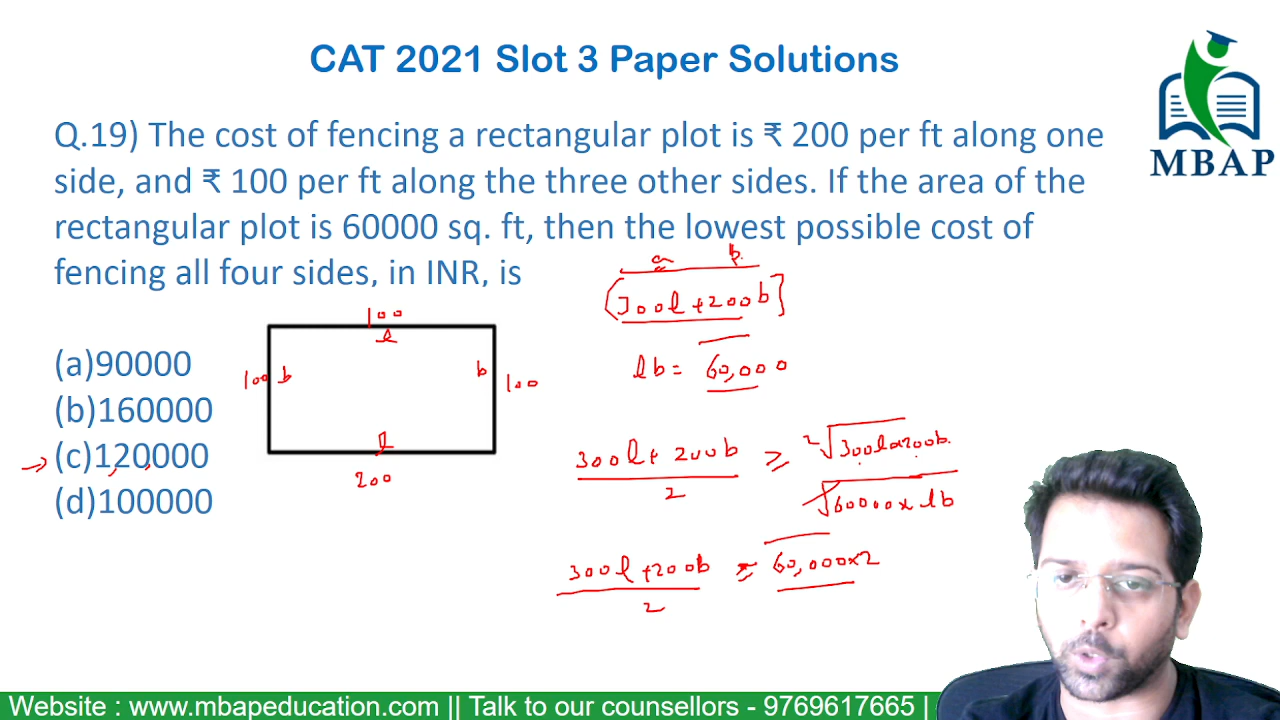 CAT 2021 Slot 3 Paper Solutions
MBAP
Q.19) The cost of fencing a rectangular plot is ₹ 200 per ft along one
side, and ₹ 100 per ft along the three other sides. If the area of the
rectangular plot is 60000 sq. ft, then the lowest possible cost of
fencing all four sides, in INR, is
(a)90000
(b)160000
(c)120000
(d)100000
100
l
100 b
b 100
l
200
a b
[300l+200b]
lb = 60,000
300l+ 200b ≥ 2√300l×200b
2
√60000× lb
300l+200b ≥ 60,000×2
2
Website : www.mbapeducation.com || Talk to our counsellors - 9769617665 |